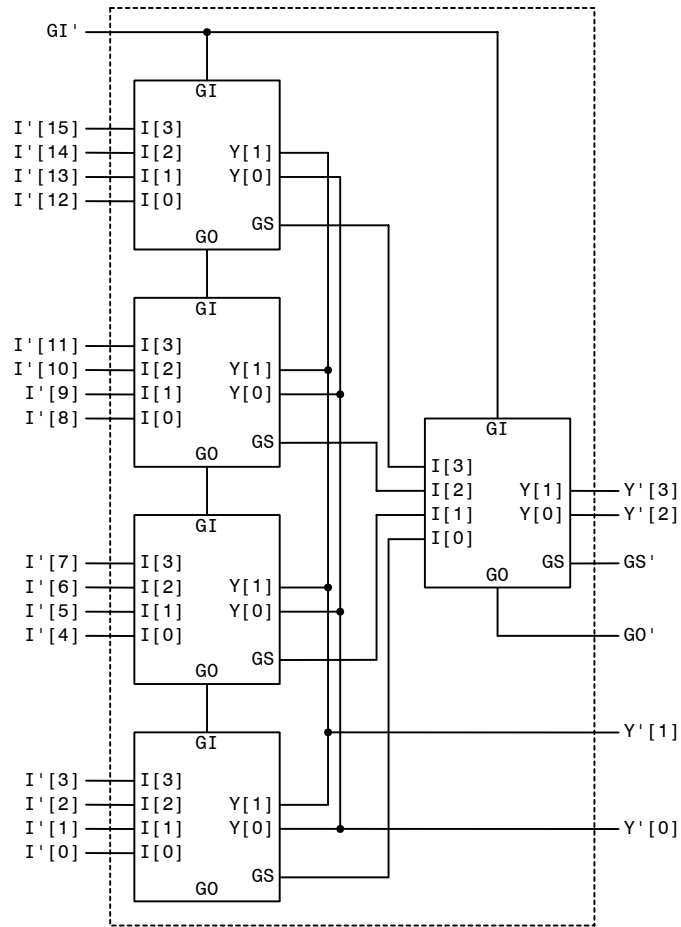 GI'
GI
I'[15] I[3]
I'[14] I[2] Y[1]
I'[13] I[1] Y[0]
I'[12] I[0]
GS
GO
GI
I'[11] I[3]
I'[10] I[2] Y[1]
I'[9] I[1] Y[0]
I'[8] I[0]
GS
GO
GI
I[3]
I[2] Y[1] Y'[3]
I[1] Y[0] Y'[2]
I[0]
GS GS'
GO
GO'
GI
I'[7] I[3]
I'[6] I[2] Y[1]
I'[5] I[1] Y[0]
I'[4] I[0]
GS
GO
GI
Y'[1]
I'[3] I[3]
I'[2] I[2] Y[1]
I'[1] I[1] Y[0] Y'[0]
I'[0] I[0]
GS
GO